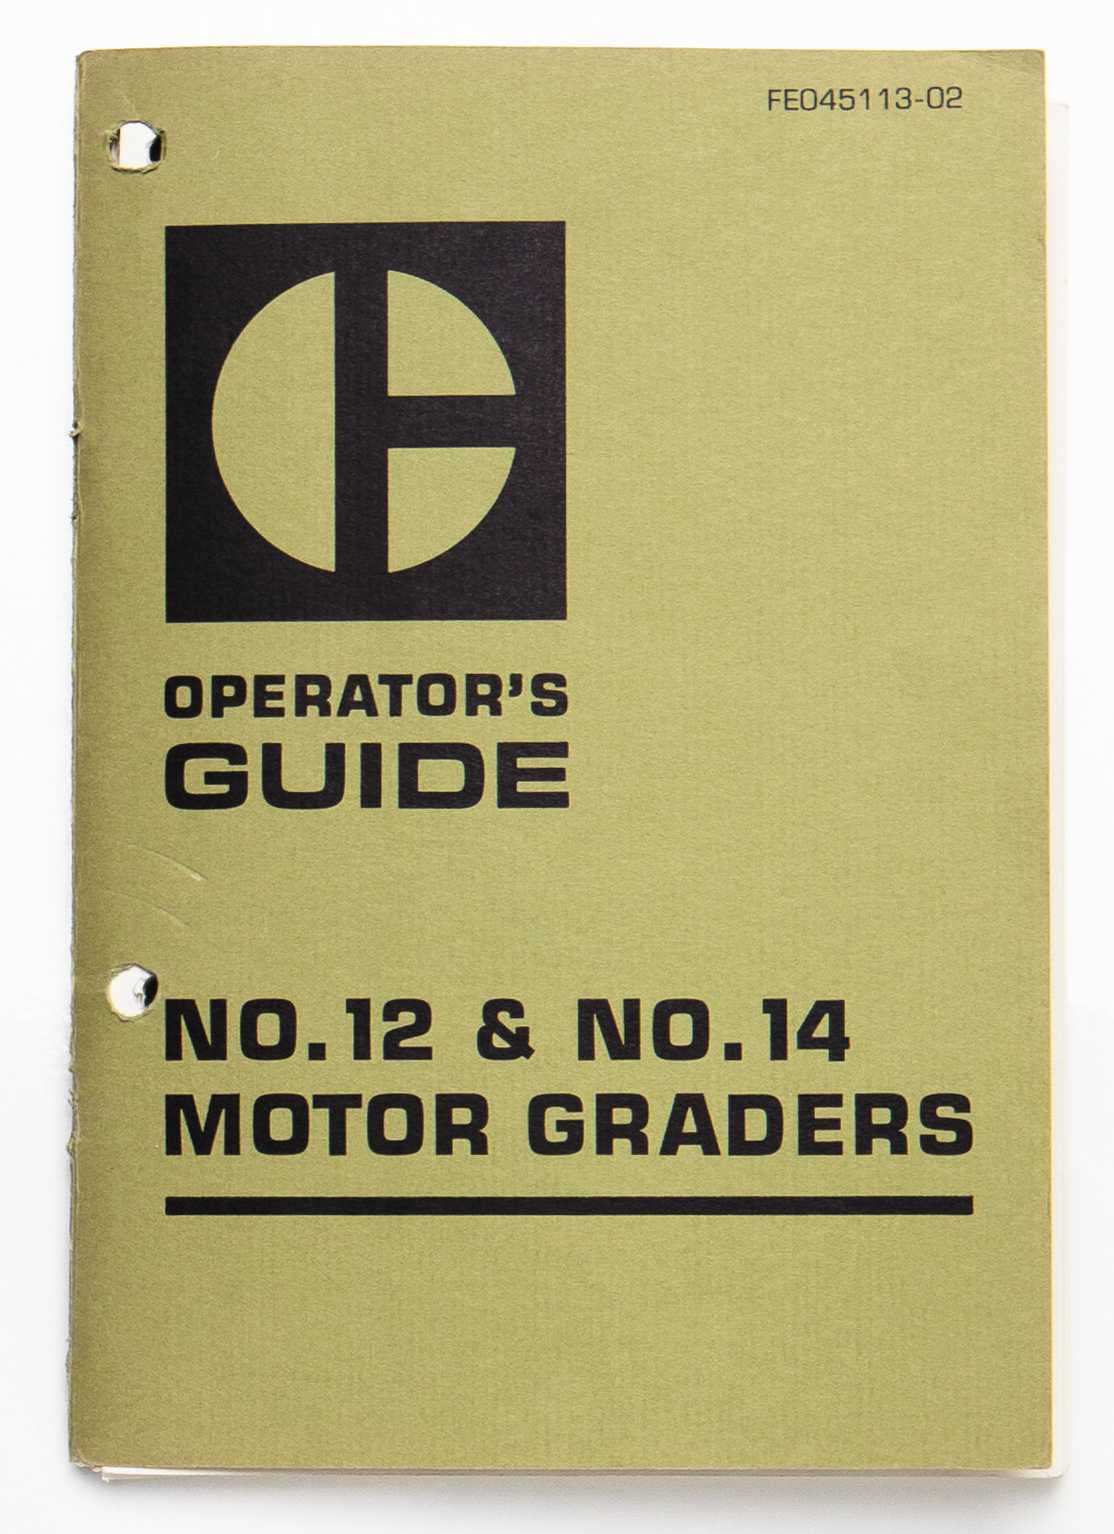 FE045113-02
OPERATOR'S
GUIDE
NO. 12 & NO. 14
MOTOR GRADERS